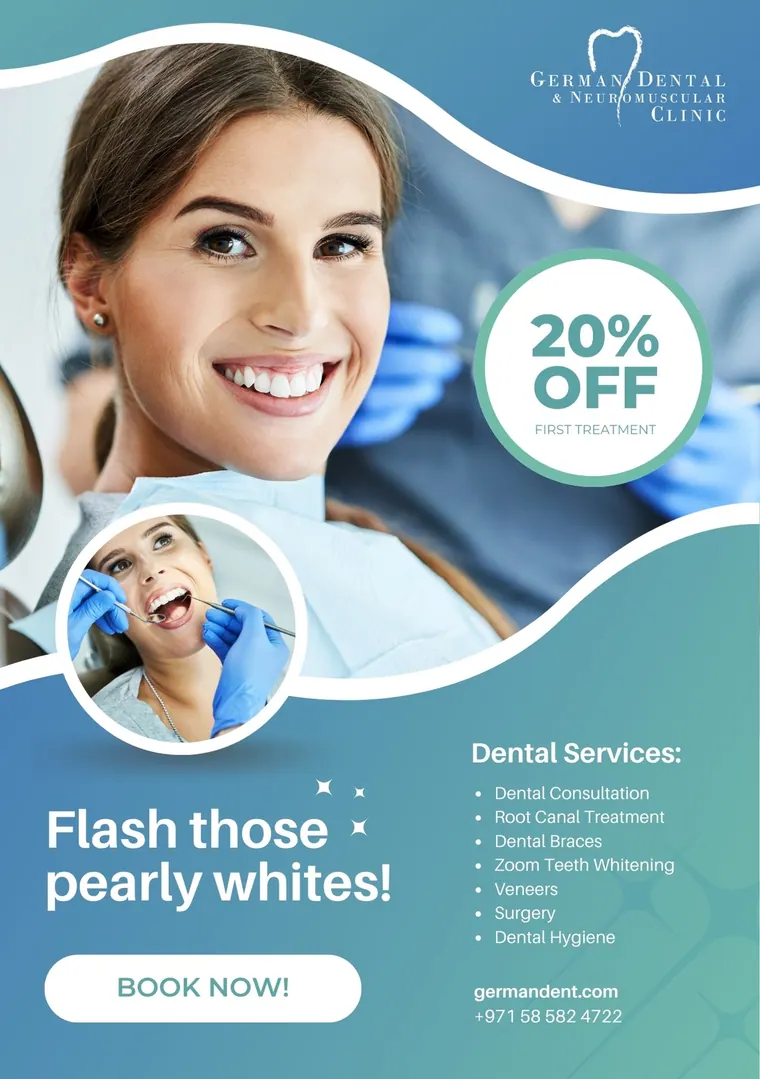 German Dental
& Neuromuscular
Clinic
20%
OFF
FIRST TREATMENT
Dental Services:
• Dental Consultation
• Root Canal Treatment
• Dental Braces
• Zoom Teeth Whitening
• Veneers
• Surgery
• Dental Hygiene
Flash those
pearly whites!
BOOK NOW!
germandent.com
+971 58 582 4722